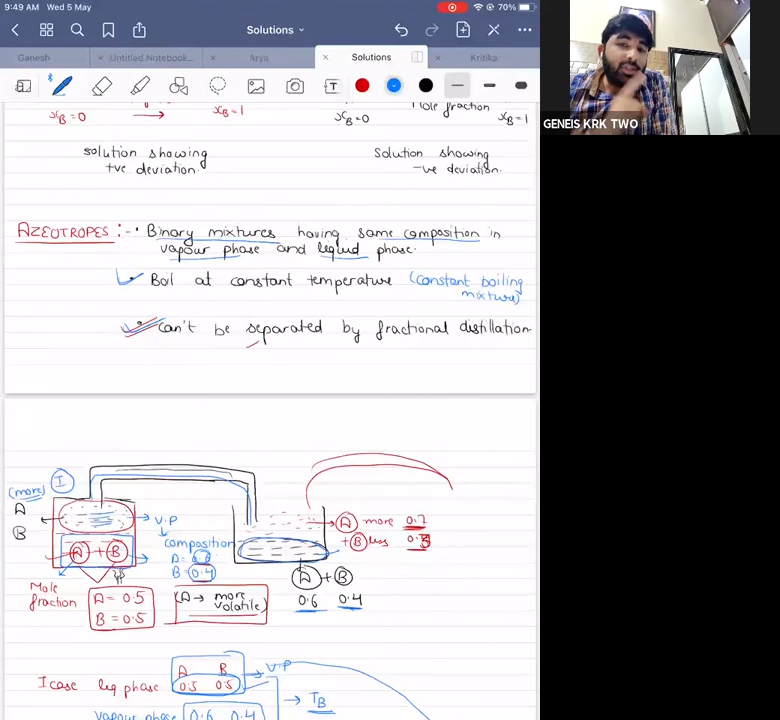 9:49 AM Wed 5 May
70%
Solutions
Ganesh
Untitled Notebook...
Arya
Solutions
Kritika
xB=0
xB=1
xB=0
Mole fraction
xB=1
solution showing
+ve deviation.
Solution showing
-ve deviation.
AZEOTROPES :- • Binary mixtures having same composition in
vapour phase and liquid phase.
Boil at constant temperature (constant boiling
mixture)
• Can't be separated by fractional distillation
(more)
I
A
B
V.P
composition
A=
B=0.4
A + B
Mole
fraction
A = 0.5
B = 0.5
(A → more
volatile)
A more 0.7
+ B less 0.3
A + B
0.6 0.4
A B
I case liq phase 0.5 0.5
V.P
vapour phase 0.6 0.4
TB
GENEIS KRK TWO